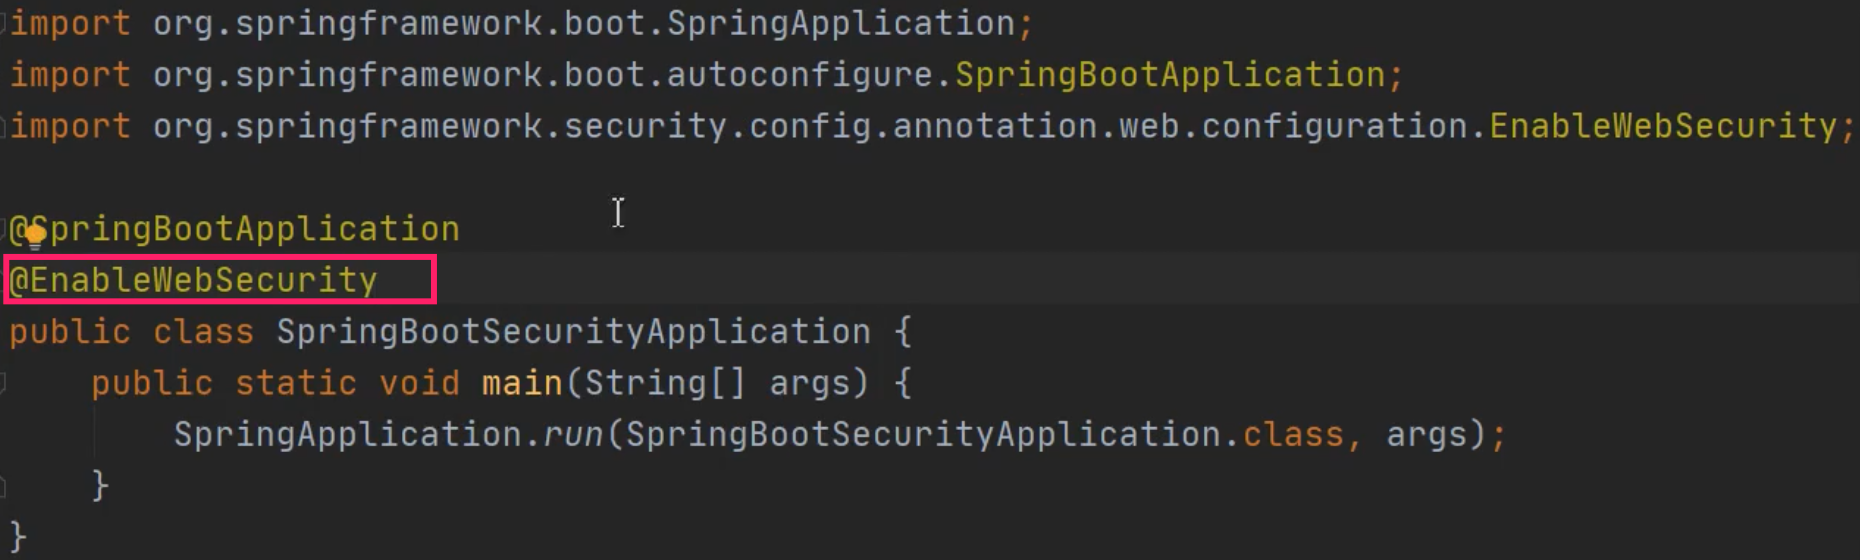 import org.springframework.boot.SpringApplication;
import org.springframework.boot.autoconfigure.SpringBootApplication;
import org.springframework.security.config.annotation.web.configuration.EnableWebSecurity;
@SpringBootApplication
@EnableWebSecurity
public class SpringBootSecurityApplication {
    public static void main(String[] args) {
        SpringApplication.run(SpringBootSecurityApplication.class, args);
    }
}